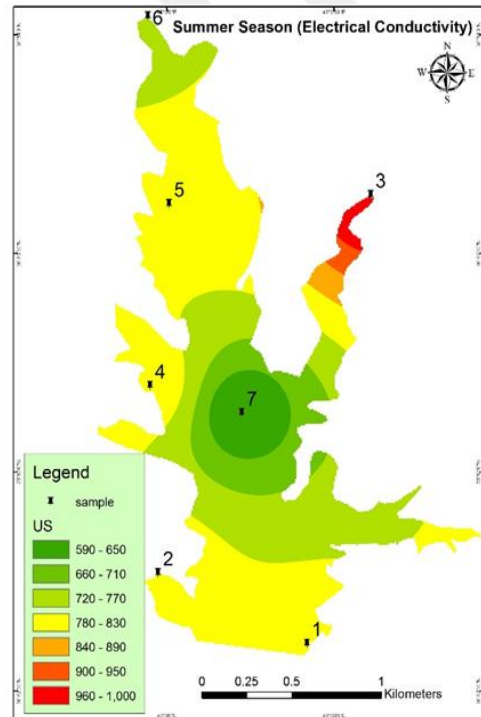 Summer Season (Electrical Conductivity)
N
W E
S
6
3
5
4
7
2
1
Legend
sample
US
590 - 650
660 - 710
720 - 770
780 - 830
840 - 890
900 - 950
960 - 1,000
0 0.25 0.5 1
Kilometers